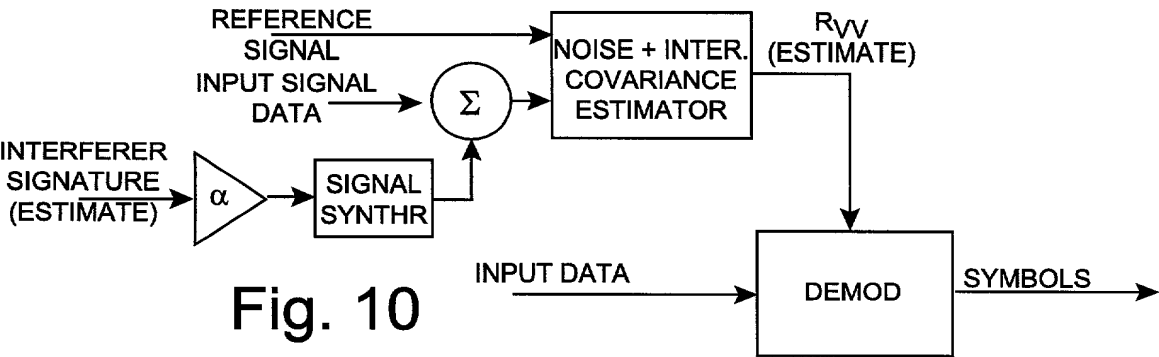 REFERENCE
SIGNAL
INPUT SIGNAL
DATA
Σ
NOISE + INTER.
COVARIANCE
ESTIMATOR
RVV
(ESTIMATE)
INTERFERER
SIGNATURE
(ESTIMATE)
α
SIGNAL
SYNTHR
INPUT DATA
DEMOD
SYMBOLS
Fig. 10